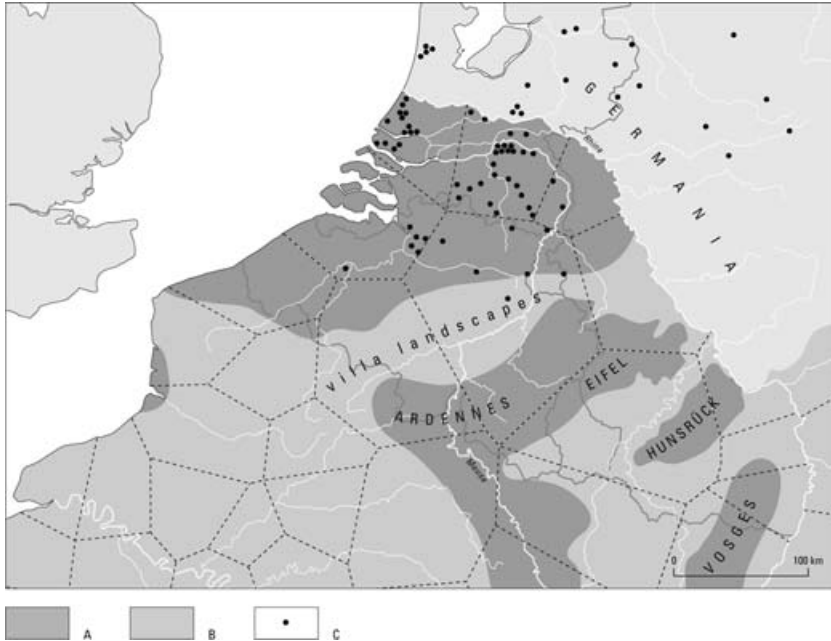 GERMANIA
Rhine
villa landscapes
EIFEL
ARDENNES
HUNSRÜCK
Meuse
VOSGES
0 100 km
A B C